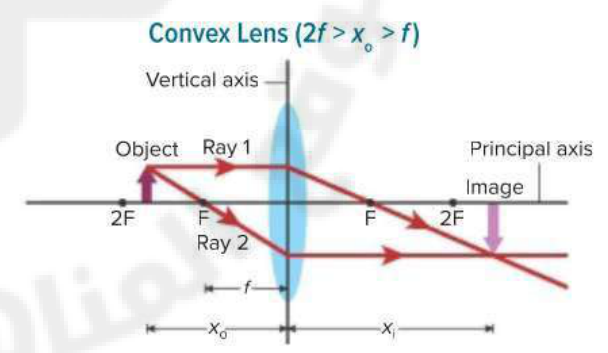 Convex Lens (2f > xₒ > f)
Vertical axis
Object Ray 1
Principal axis
Image
2F F F 2F
Ray 2
f
xₒ
xᵢ